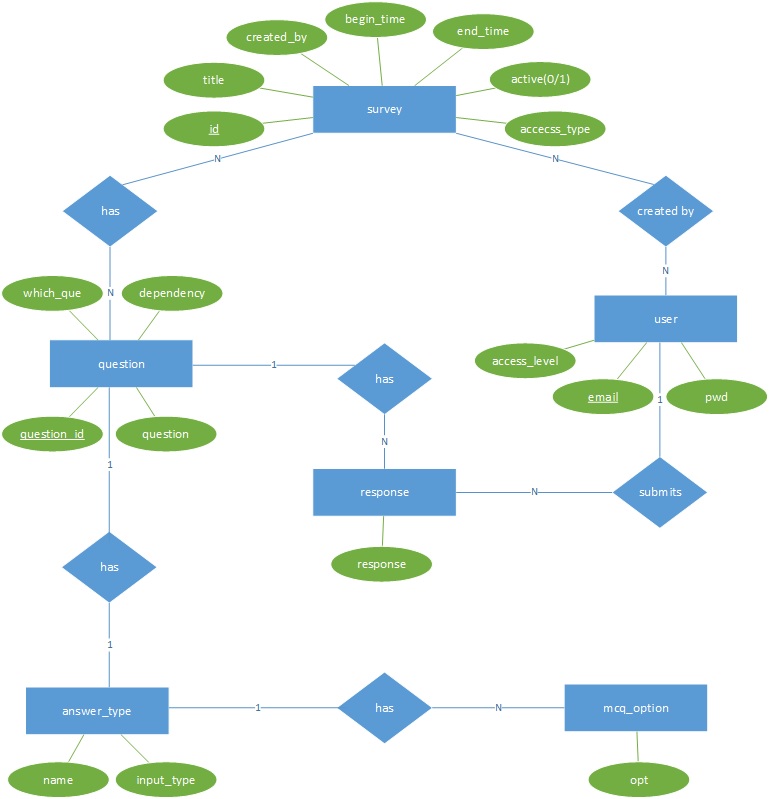 begin_time
end_time
created_by
title
active(0/1)
survey
id
accecss_type
N
N
has
created by
N
which_que
N
dependency
user
question
1
has
access_level
email
1
pwd
question_id
question
N
1
response
N
submits
response
has
1
answer_type
1
has
N
mcq_option
name
input_type
opt